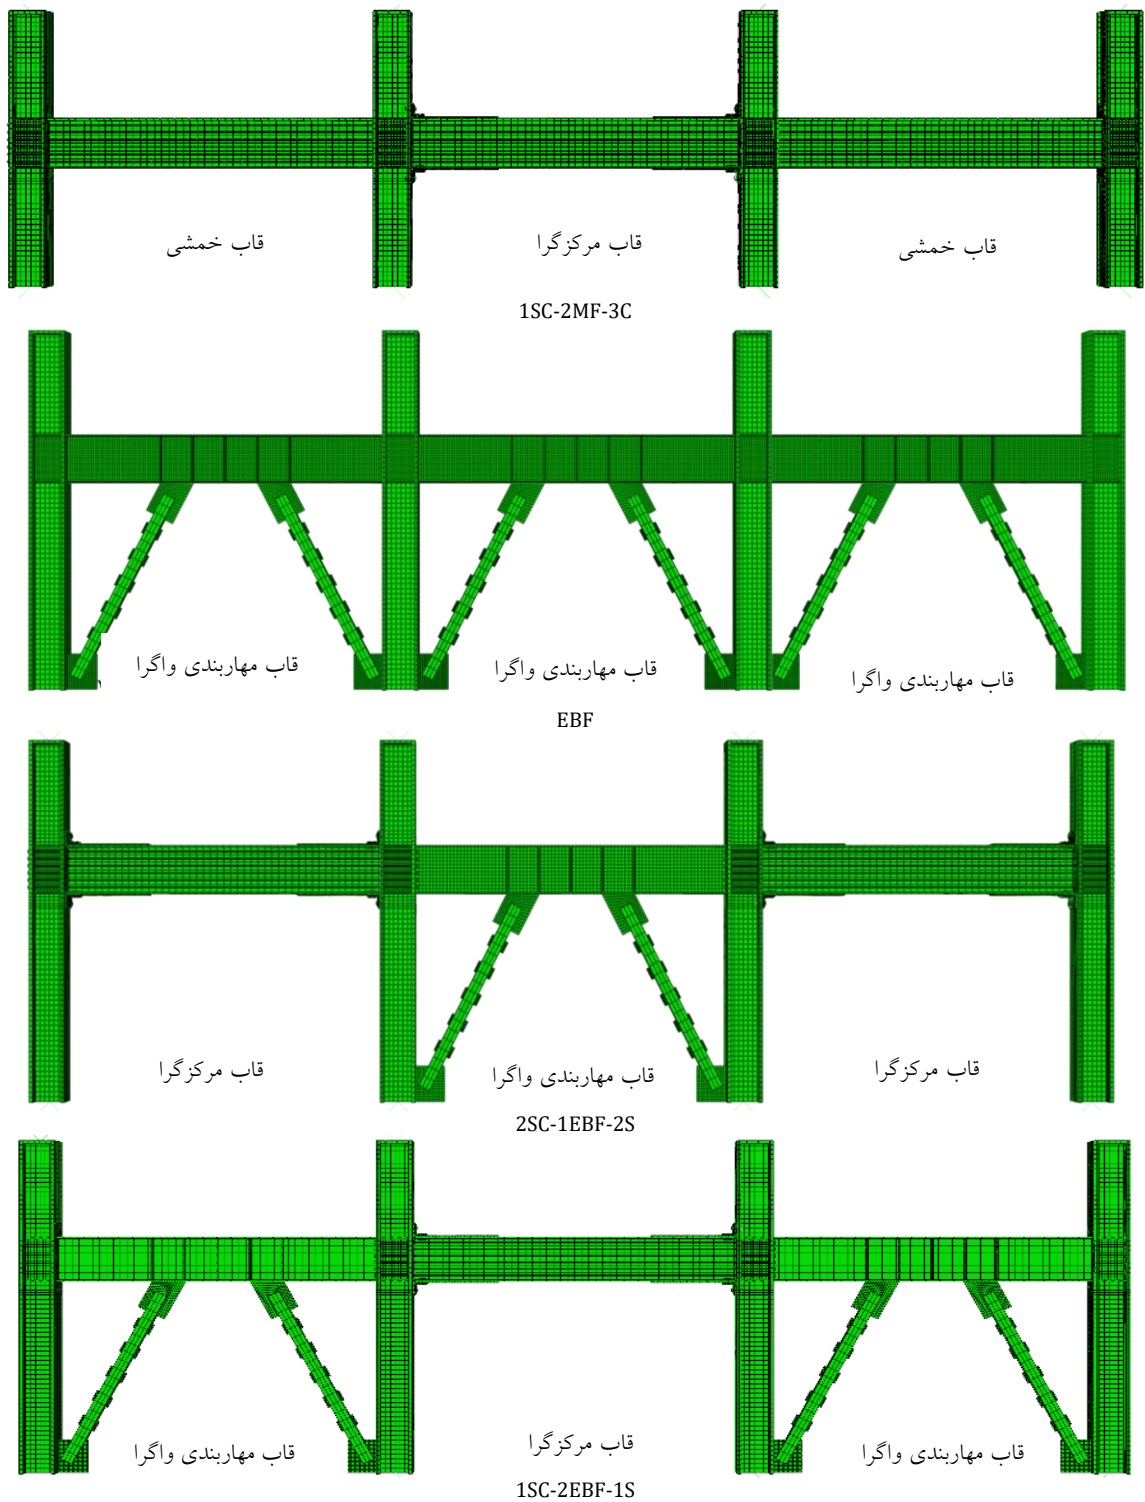 قاب خمشی
قاب مرکزگرا
قاب خمشی
1SC-2MF-3C
قاب مهاربندی واگرا
قاب مهاربندی واگرا
قاب مهاربندی واگرا
EBF
قاب مرکزگرا
قاب مهاربندی واگرا
قاب مرکزگرا
2SC-1EBF-2S
قاب مهاربندی واگرا
قاب مرکزگرا
قاب مهاربندی واگرا
1SC-2EBF-1S